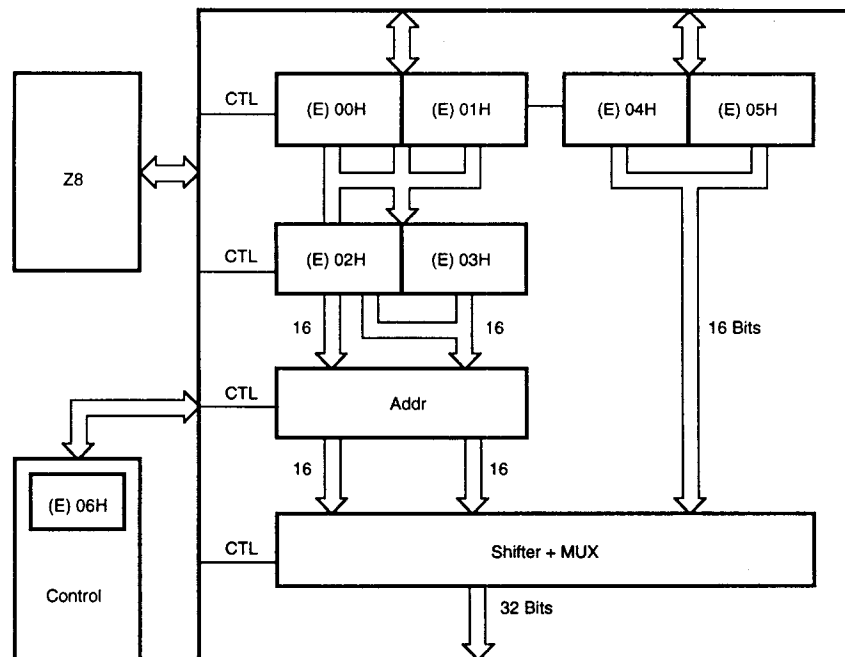 CTL
(E) 00H
(E) 01H
(E) 04H
(E) 05H
Z8
CTL
(E) 02H
(E) 03H
16
16
16 Bits
CTL
Addr
16
16
(E) 06H
Control
CTL
Shifter + MUX
32 Bits